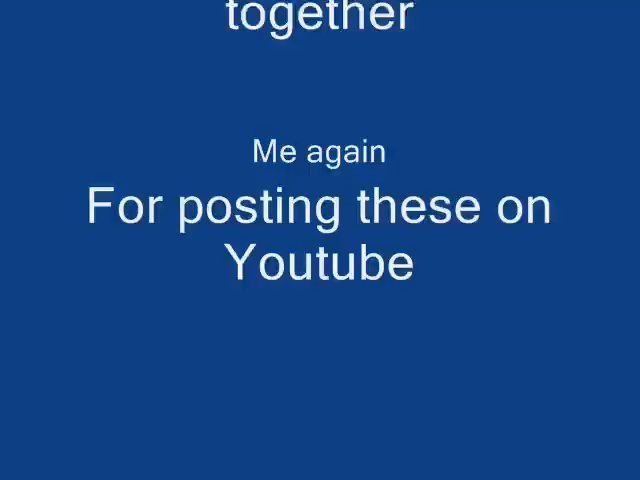 together
Me again
For posting these on
Youtube